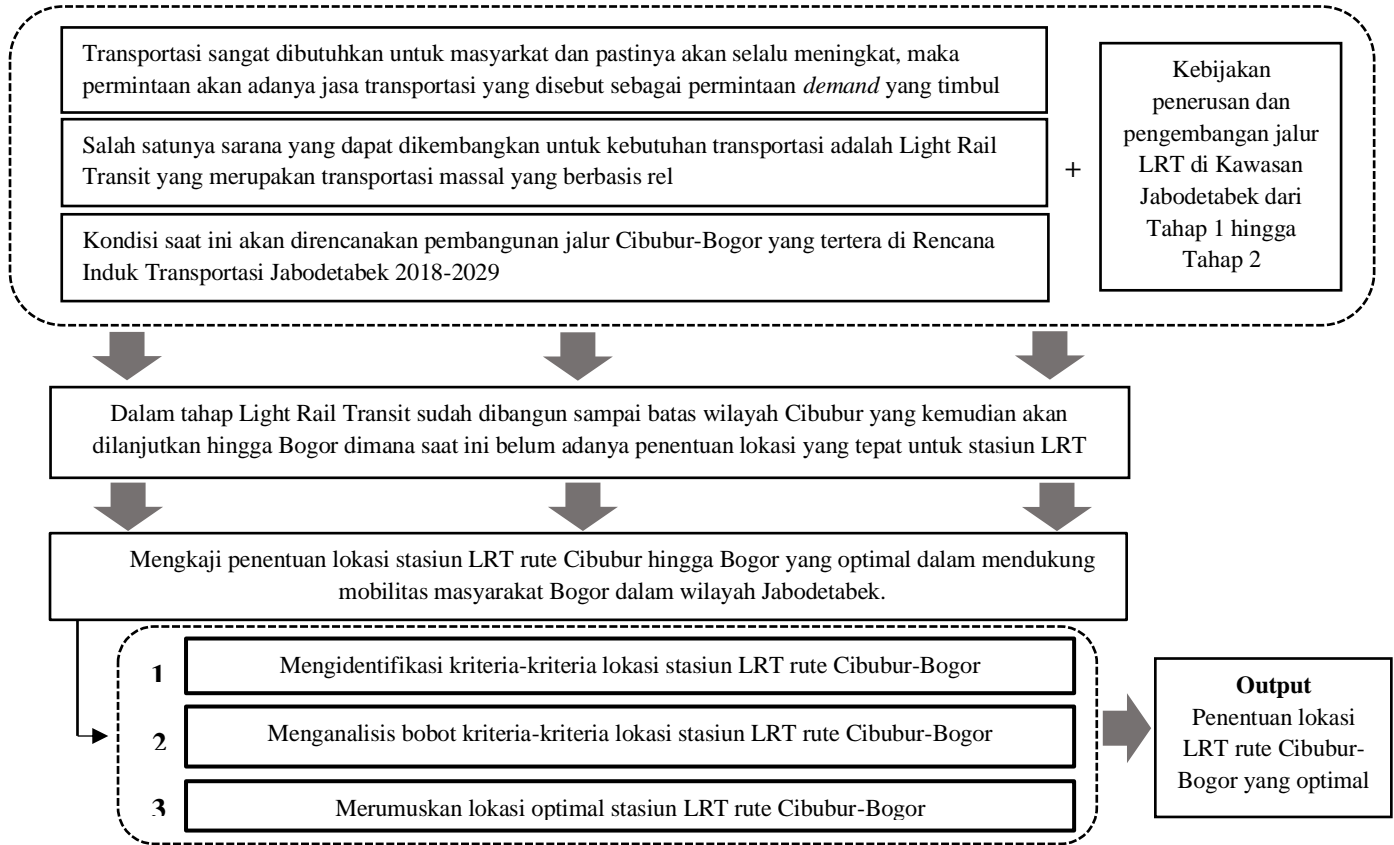 Transportasi sangat dibutuhkan untuk masyarkat dan pastinya akan selalu meningkat, maka
permintaan akan adanya jasa transportasi yang disebut sebagai permintaan demand yang timbul
Salah satunya sarana yang dapat dikembangkan untuk kebutuhan transportasi adalah Light Rail
Transit yang merupakan transportasi massal yang berbasis rel
Kondisi saat ini akan direncanakan pembangunan jalur Cibubur-Bogor yang tertera di Rencana
Induk Transportasi Jabodetabek 2018-2029
+
Kebijakan
penerusan dan
pengembangan jalur
LRT di Kawasan
Jabodetabek dari
Tahap 1 hingga
Tahap 2
Dalam tahap Light Rail Transit sudah dibangun sampai batas wilayah Cibubur yang kemudian akan
dilanjutkan hingga Bogor dimana saat ini belum adanya penentuan lokasi yang tepat untuk stasiun LRT
Mengkaji penentuan lokasi stasiun LRT rute Cibubur hingga Bogor yang optimal dalam mendukung
mobilitas masyarakat Bogor dalam wilayah Jabodetabek.
1 Mengidentifikasi kriteria-kriteria lokasi stasiun LRT rute Cibubur-Bogor
2 Menganalisis bobot kriteria-kriteria lokasi stasiun LRT rute Cibubur-Bogor
3 Merumuskan lokasi optimal stasiun LRT rute Cibubur-Bogor
Output
Penentuan lokasi
LRT rute Cibubur-
Bogor yang optimal